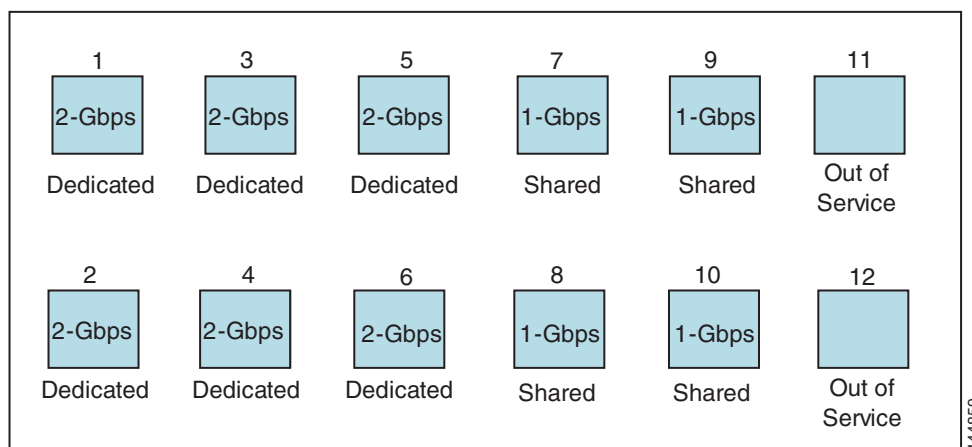 1 3 5 7 9 11
2-Gbps 2-Gbps 2-Gbps 1-Gbps 1-Gbps
Dedicated Dedicated Dedicated Shared Shared Out of
Service
2 4 6 8 10 12
2-Gbps 2-Gbps 2-Gbps 1-Gbps 1-Gbps
Dedicated Dedicated Dedicated Shared Shared Out of
Service